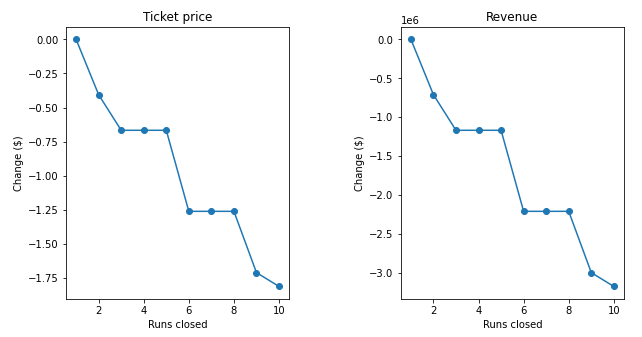 Ticket price
0.00
−0.25
−0.50
−0.75
−1.00
−1.25
−1.50
−1.75
Change ($)
2 4 6 8 10
Runs closed
Revenue
1e6
0.0
−0.5
−1.0
−1.5
−2.0
−2.5
−3.0
Change ($)
2 4 6 8 10
Runs closed